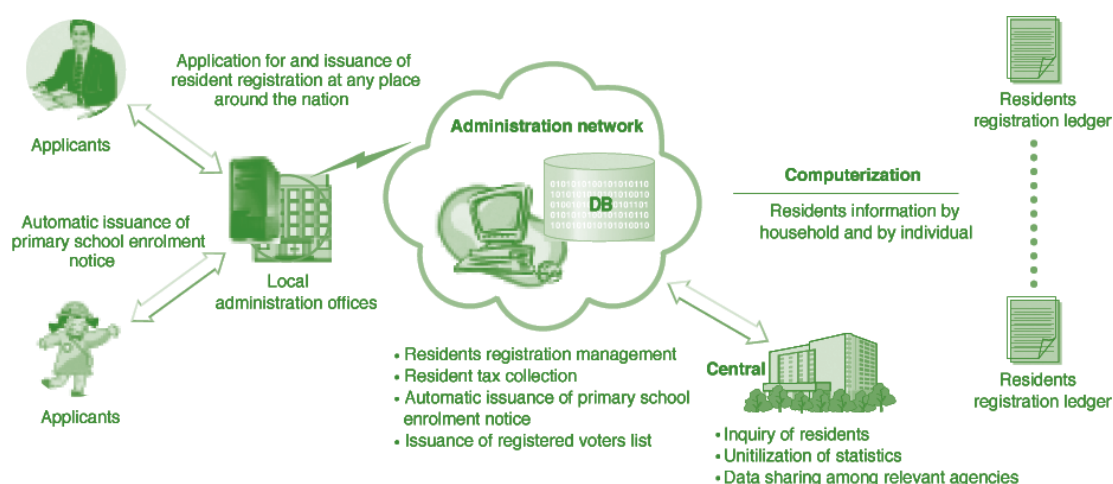 Application for and issuance of
resident registration at any place
around the nation
Applicants
Automatic issuance of
primary school enrolment
notice
Applicants
Local
administration offices
Administration network
010101010010101010110
DB
• Residents registration management
• Resident tax collection
• Automatic issuance of primary school
enrolment notice
• Issuance of registered voters list
Computerization
Residents information by
household and by individual
Central
• Inquiry of residents
• Unitilization of statistics
• Data sharing among relevant agencies
Residents
registration ledger
Residents
registration ledger